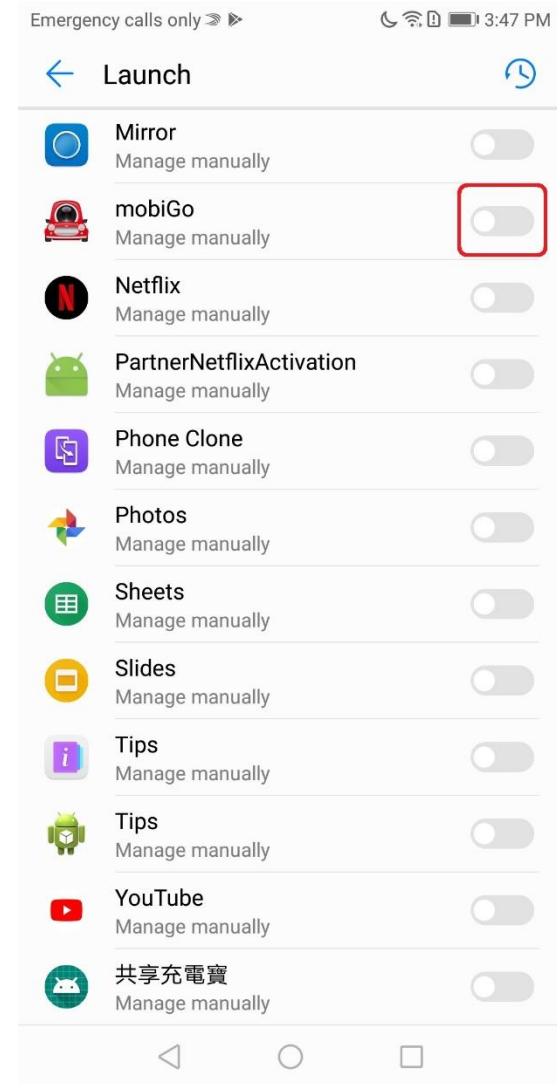 Emergency calls only 3:47 PM
Launch
Mirror
Manage manually
mobiGo
Manage manually
N
Netflix
Manage manually
PartnerNetflixActivation
Manage manually
Phone Clone
Manage manually
Photos
Manage manually
Sheets
Manage manually
Slides
Manage manually
i
Tips
Manage manually
Tips
Manage manually
YouTube
Manage manually
共享充電寶
Manage manually